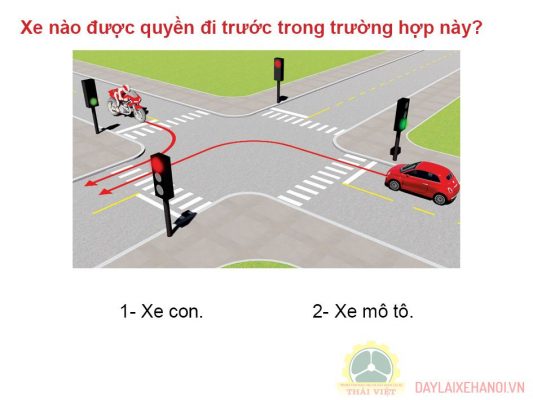 Xe nào được quyền đi trước trong trường hợp này?
1- Xe con. 2- Xe mô tô.
THÁI VIỆT
DAYLAIXEHANOI.VN